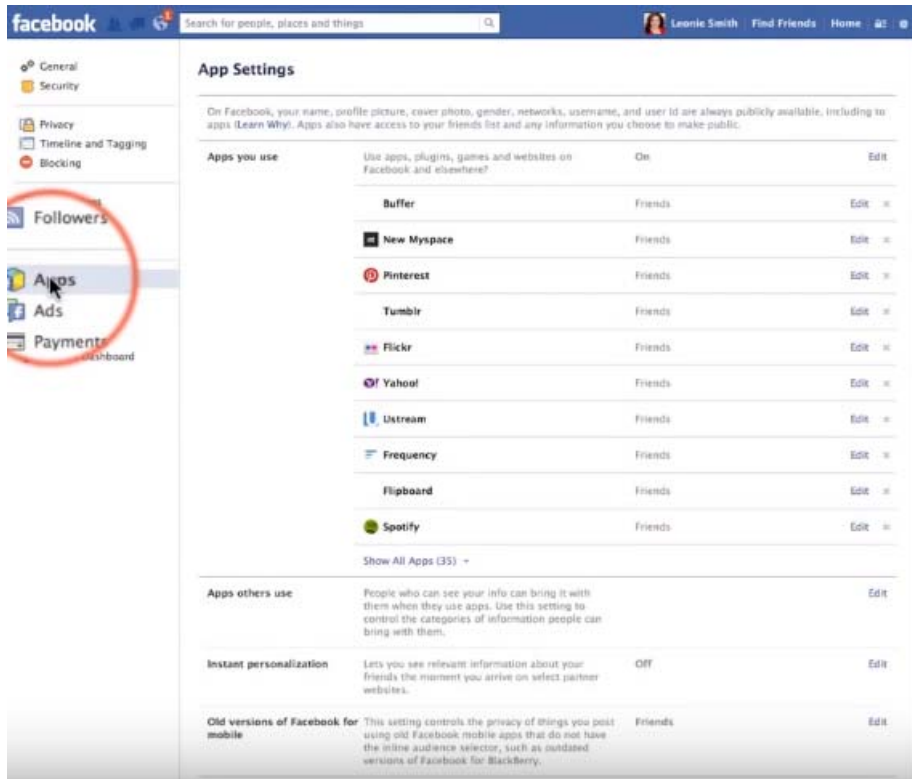 facebook
1
Search for people, places and things
Leonie Smith
Find Friends
Home
General
Security
Privacy
Timeline and Tagging
Blocking
Followers
Apps
Ads
Payments
Dashboard
App Settings
On Facebook, your name, profile picture, cover photo, gender, networks, username, and user id are always publicly available, including to
apps (Learn Why). Apps also have access to your friends list and any information you choose to make public.
Apps you use
Use apps, plugins, games and websites on
Facebook and elsewhere?
On
Edit
Buffer Friends Edit ×
New Myspace Friends Edit ×
Pinterest Friends Edit ×
Tumblr Friends Edit ×
Flickr Friends Edit ×
Yahoo! Friends Edit ×
Ustream Friends Edit ×
Frequency Friends Edit ×
Flipboard Friends Edit ×
Spotify Friends Edit ×
Show All Apps (35)
Apps others use
People who can see your info can bring it with
them when they use apps. Use this setting to
control the categories of information people can
bring with them.
Edit
Instant personalization
Lets you see relevant information about your
friends the moment you arrive on select partner
websites.
Off
Edit
Old versions of Facebook for
mobile
This setting controls the privacy of things you post
using old Facebook mobile apps that do not have
the inline audience selector, such as outdated
versions of Facebook for BlackBerry.
Friends
Edit